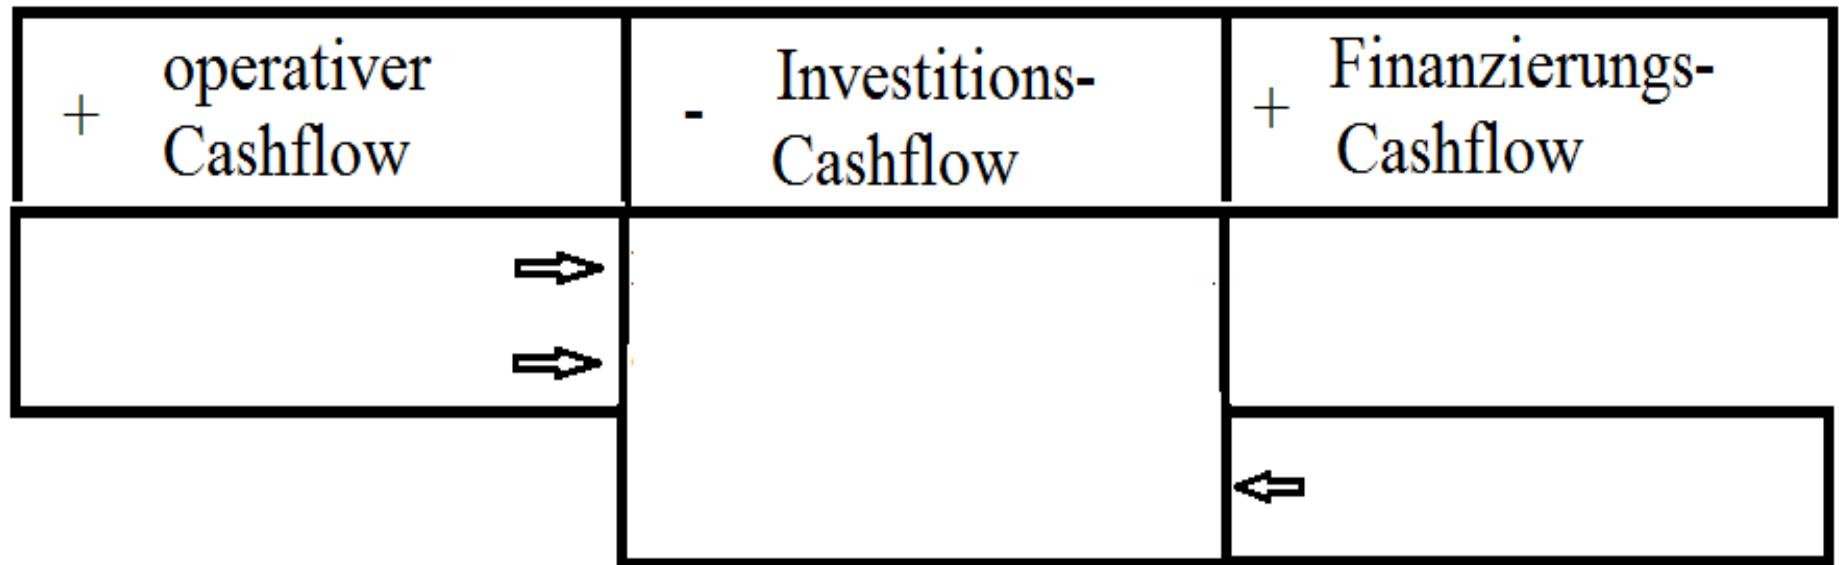 + operativer
Cashflow
- Investitions-
Cashflow
+ Finanzierungs-
Cashflow